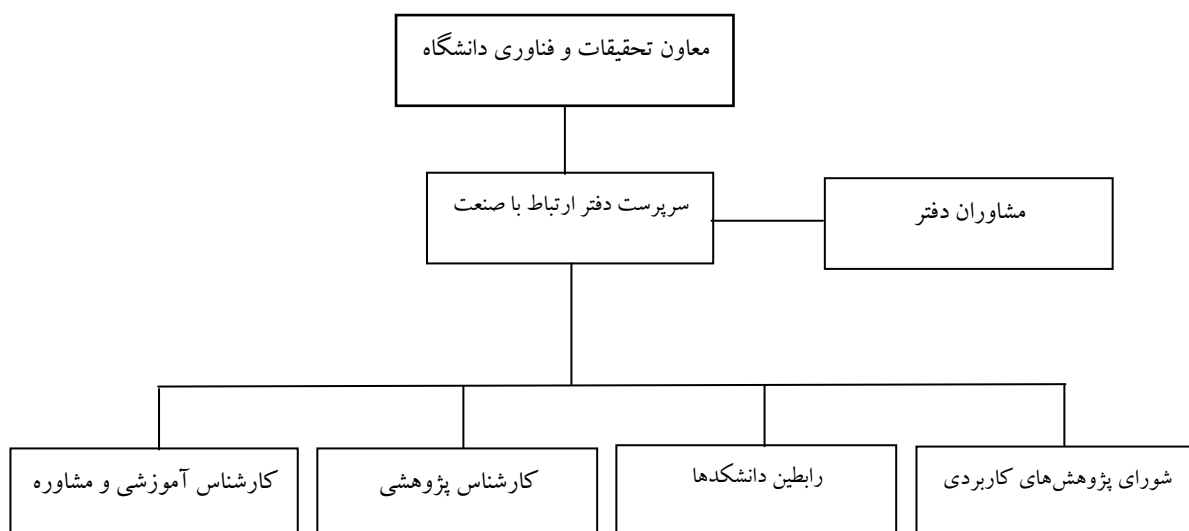 معاون تحقیقات و فناوری دانشگاه
سرپرست دفتر ارتباط با صنعت
مشاوران دفتر
شورای پژوهش‌های کاربردی
رابطین دانشکدها
کارشناس پژوهشی
کارشناس آموزشی و مشاوره